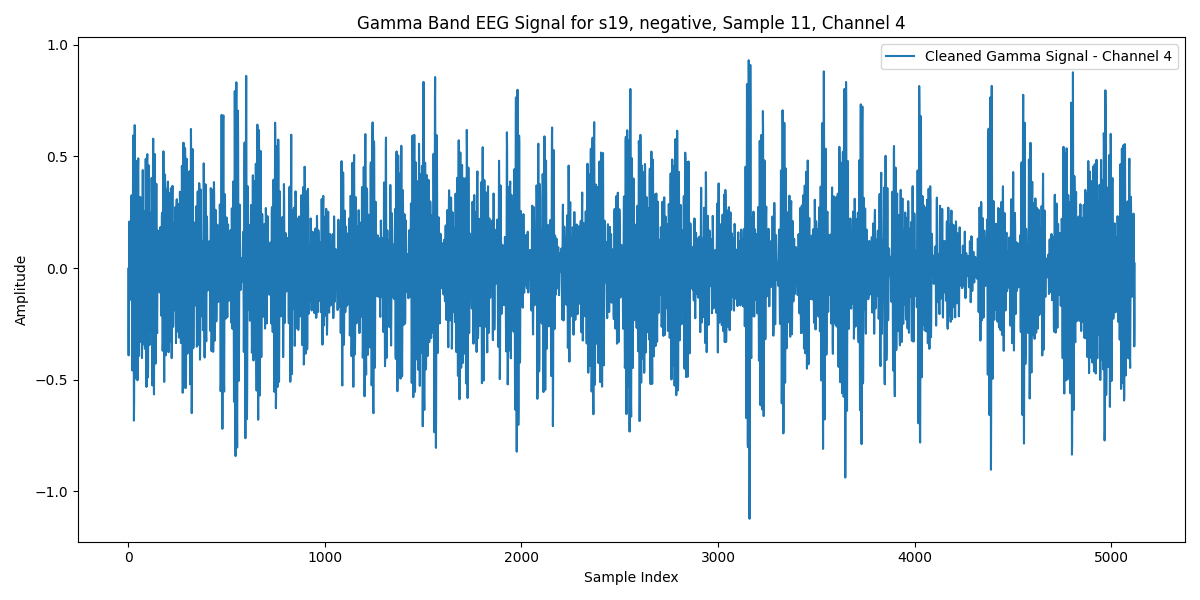 Gamma Band EEG Signal for s19, negative, Sample 11, Channel 4
Cleaned Gamma Signal - Channel 4
1.0
0.5
0.0
−0.5
−1.0
Amplitude
0 1000 2000 3000 4000 5000
Sample Index